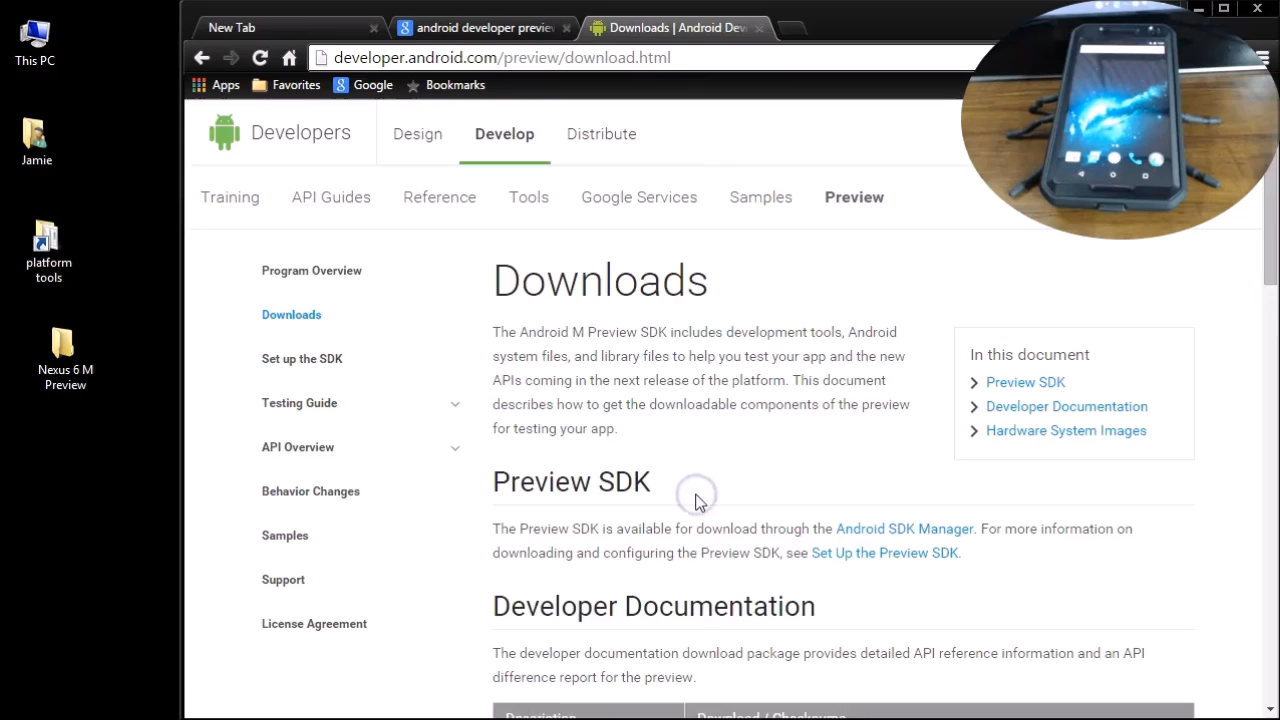 This PC
Jamie
platform
tools
Nexus 6 M
Preview
New Tab
android developer previe
Downloads | Android Dev
developer.android.com/preview/download.html
Apps
Favorites
Google
Bookmarks
Developers
Design
Develop
Distribute
Training
API Guides
Reference
Tools
Google Services
Samples
Preview
Program Overview
Downloads
Set up the SDK
Testing Guide
API Overview
Behavior Changes
Samples
Support
License Agreement
Downloads
The Android M Preview SDK includes development tools, Android
system files, and library files to help you test your app and the new
APIs coming in the next release of the platform. This document
describes how to get the downloadable components of the preview
for testing your app.
In this document
Preview SDK
Developer Documentation
Hardware System Images
Preview SDK
The Preview SDK is available for download through the Android SDK Manager. For more information on
downloading and configuring the Preview SDK, see Set Up the Preview SDK.
Developer Documentation
The developer documentation download package provides detailed API reference information and an API
difference report for the preview.
Description
Download / Checksums